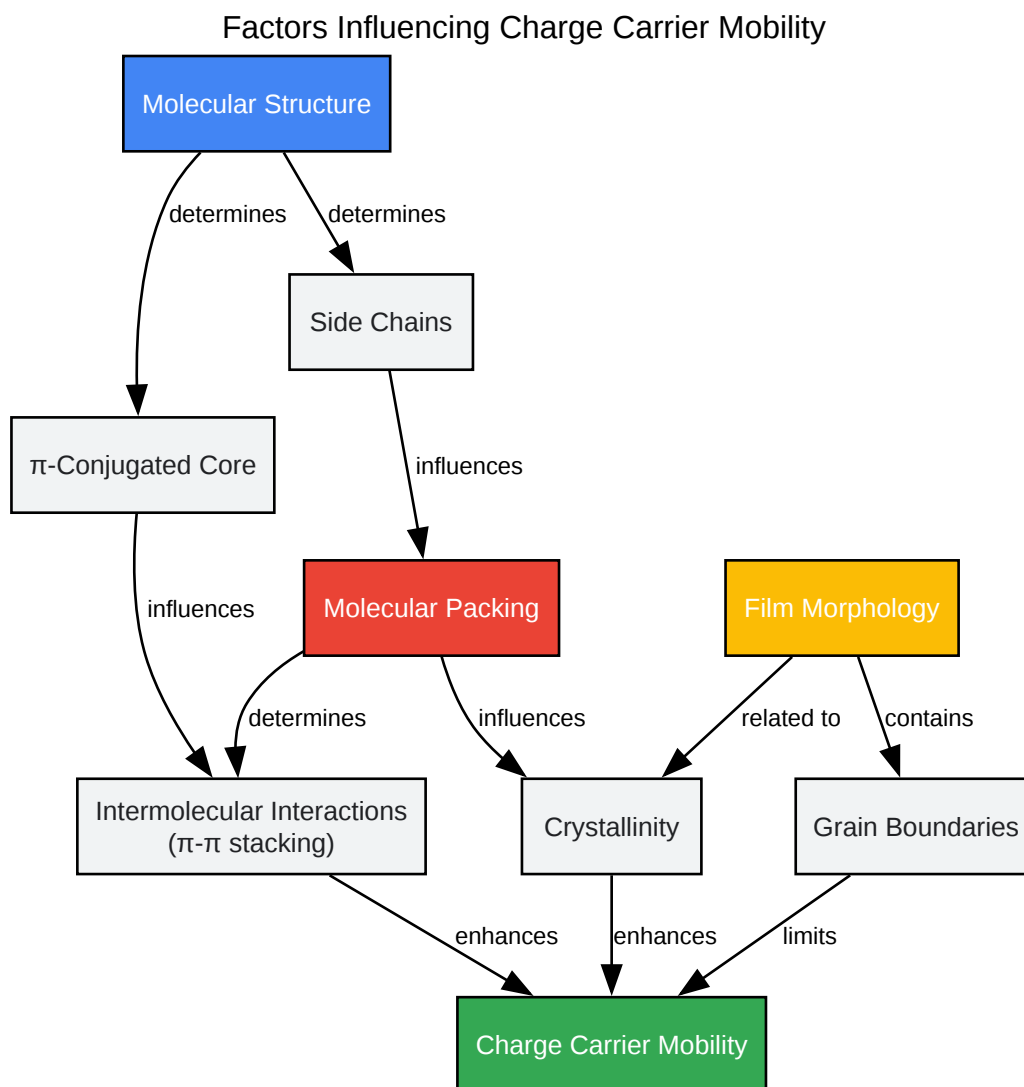 Factors Influencing Charge Carrier Mobility
Molecular Structure
determines
determines
Side Chains
π-Conjugated Core
influences
influences
Molecular Packing
Film Morphology
determines
influences
related to
contains
Intermolecular Interactions
(π-π stacking)
Crystallinity
Grain Boundaries
enhances
enhances
limits
Charge Carrier Mobility